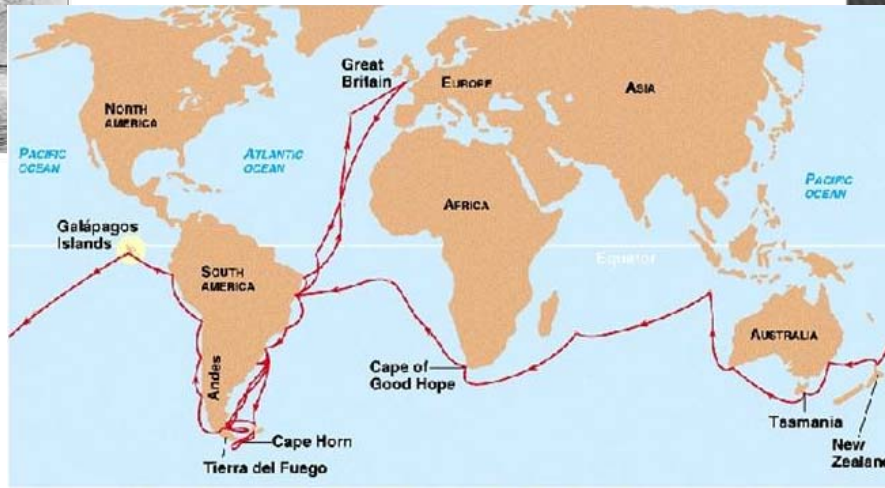 Great
Britain
EUROPE
ASIA
NORTH
AMERICA
PACIFIC
OCEAN
ATLANTIC
OCEAN
AFRICA
PACIFIC
OCEAN
Galápagos
Islands
Equator
SOUTH
AMERICA
AUSTRALIA
Andes
Cape of
Good Hope
Tasmania
Cape Horn
New
Zealand
Tierra del Fuego